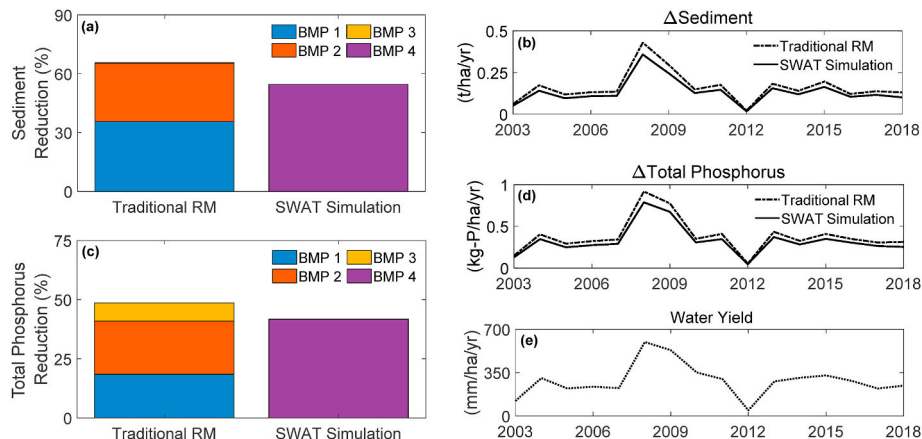 (a)
BMP 1
BMP 3
BMP 2
BMP 4
90
60
30
0
Sediment
Reduction (%)
Traditional RM
SWAT Simulation
(c)
BMP 1
BMP 3
BMP 2
BMP 4
75
50
25
0
Total Phosphorus
Reduction (%)
Traditional RM
SWAT Simulation
ΔSediment
(b)
Traditional RM
SWAT Simulation
0.5
0.25
0
(t/ha/yr)
2003 2006 2009 2012 2015 2018
ΔTotal Phosphorus
(d)
Traditional RM
SWAT Simulation
1
0.5
0
(kg-P/ha/yr)
2003 2006 2009 2012 2015 2018
Water Yield
(e)
700
350
0
(mm/ha/yr)
2003 2006 2009 2012 2015 2018